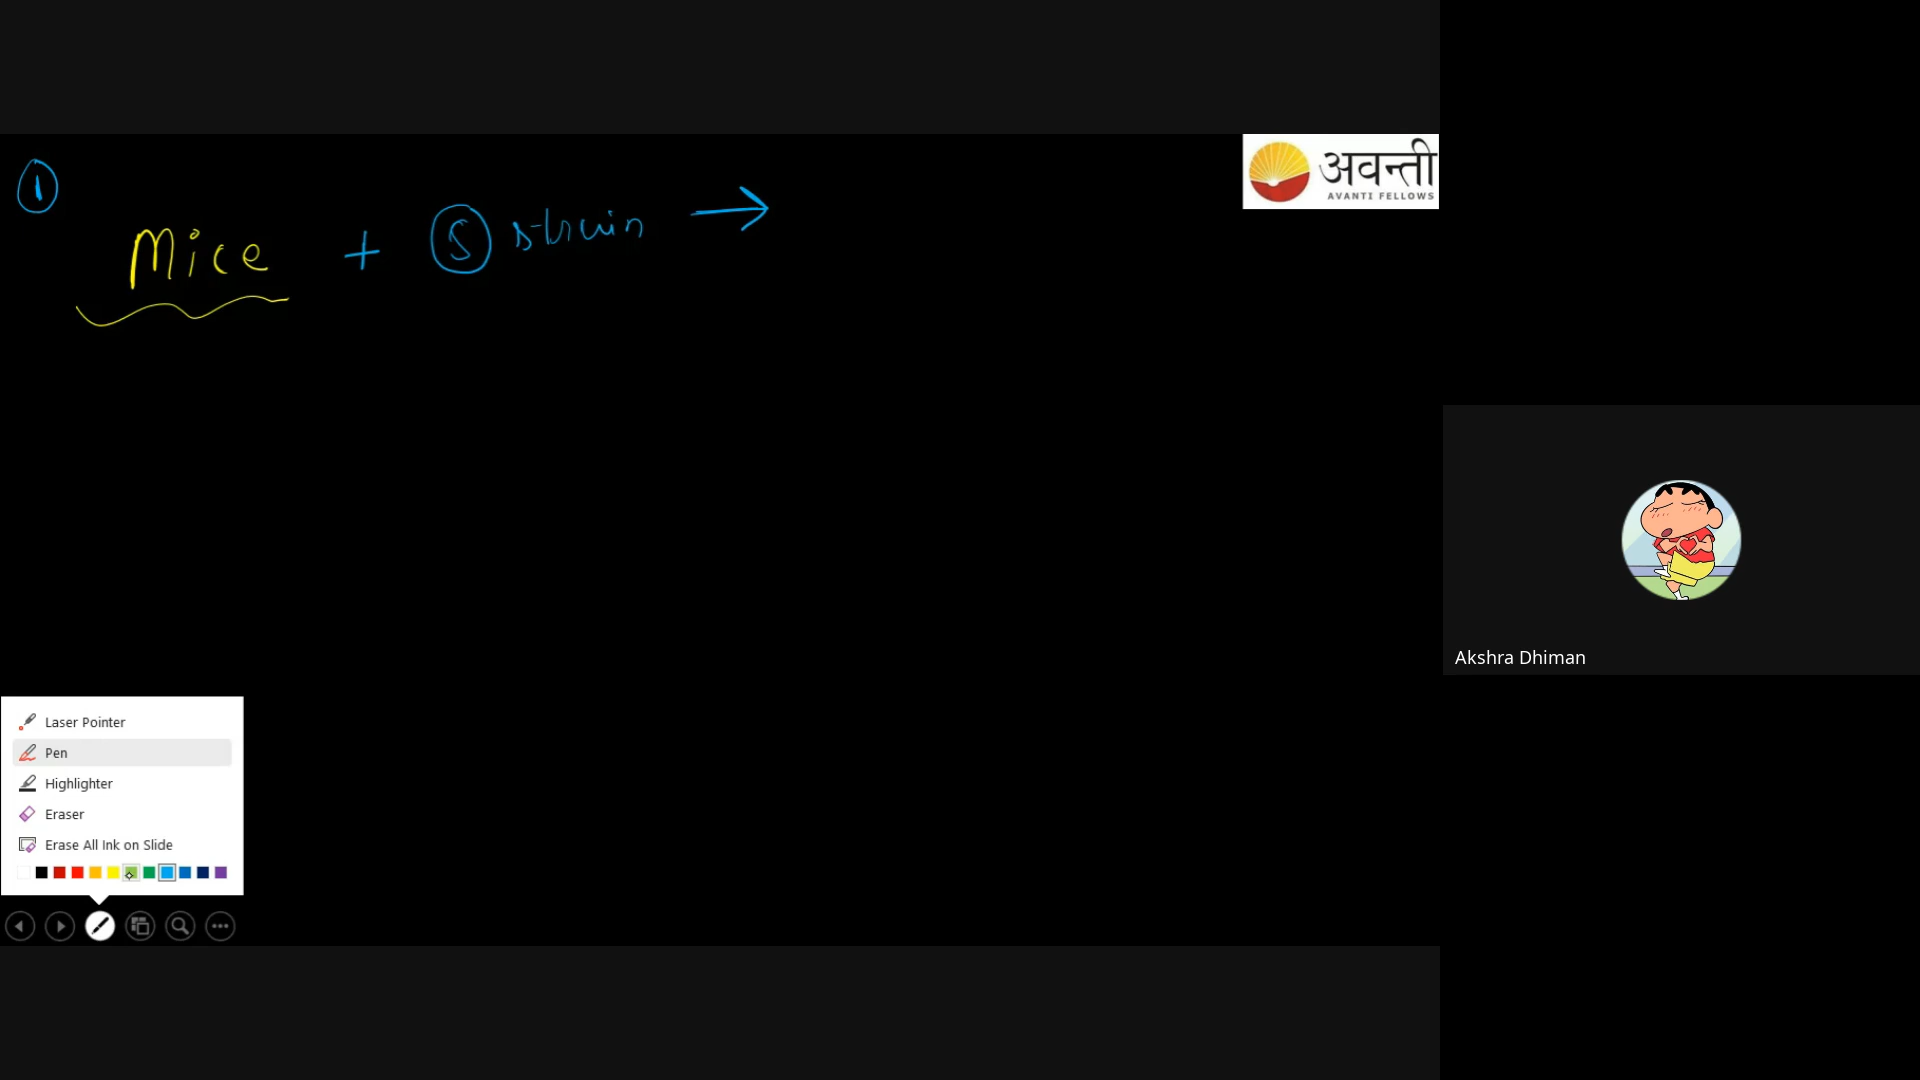 ①
Mice + Ⓢ strain →
अवन्ती
AVANTI FELLOWS
Akshra Dhiman
Laser Pointer
Pen
Highlighter
Eraser
Erase All Ink on Slide